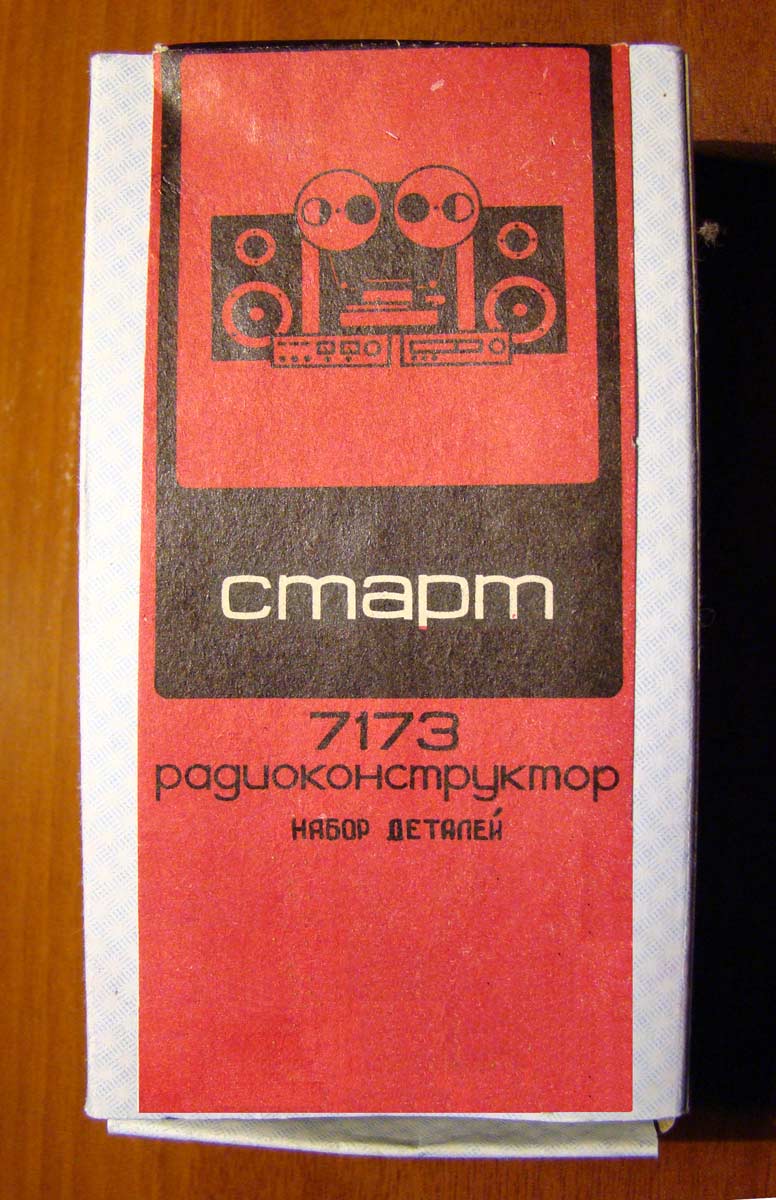 старт
7173
радиоконструктор
НАБОР ДЕТАЛЕЙ